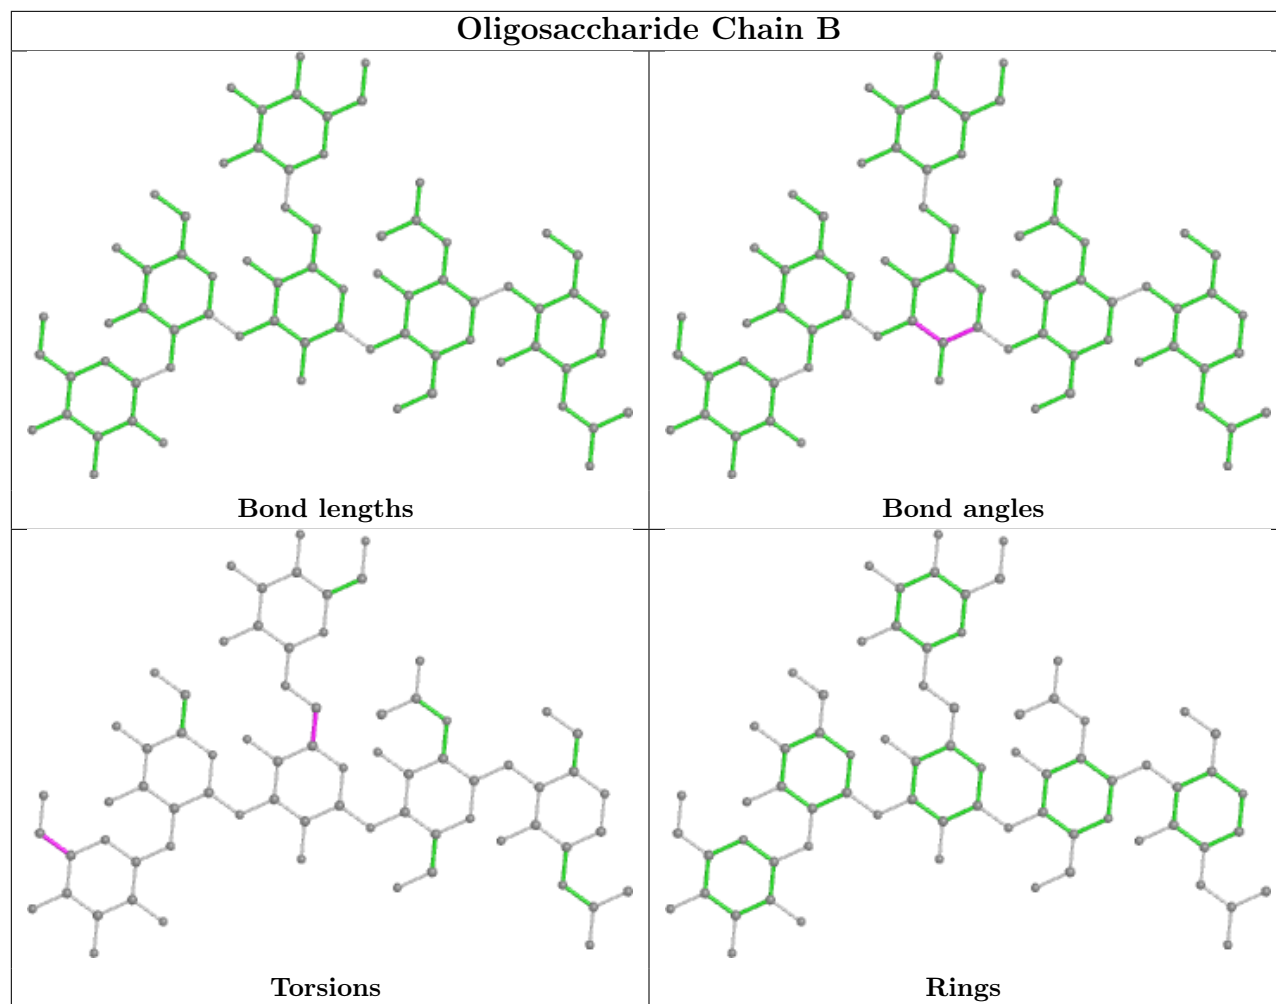 Oligosaccharide Chain B
Bond lengths
Bond angles
Torsions
Rings